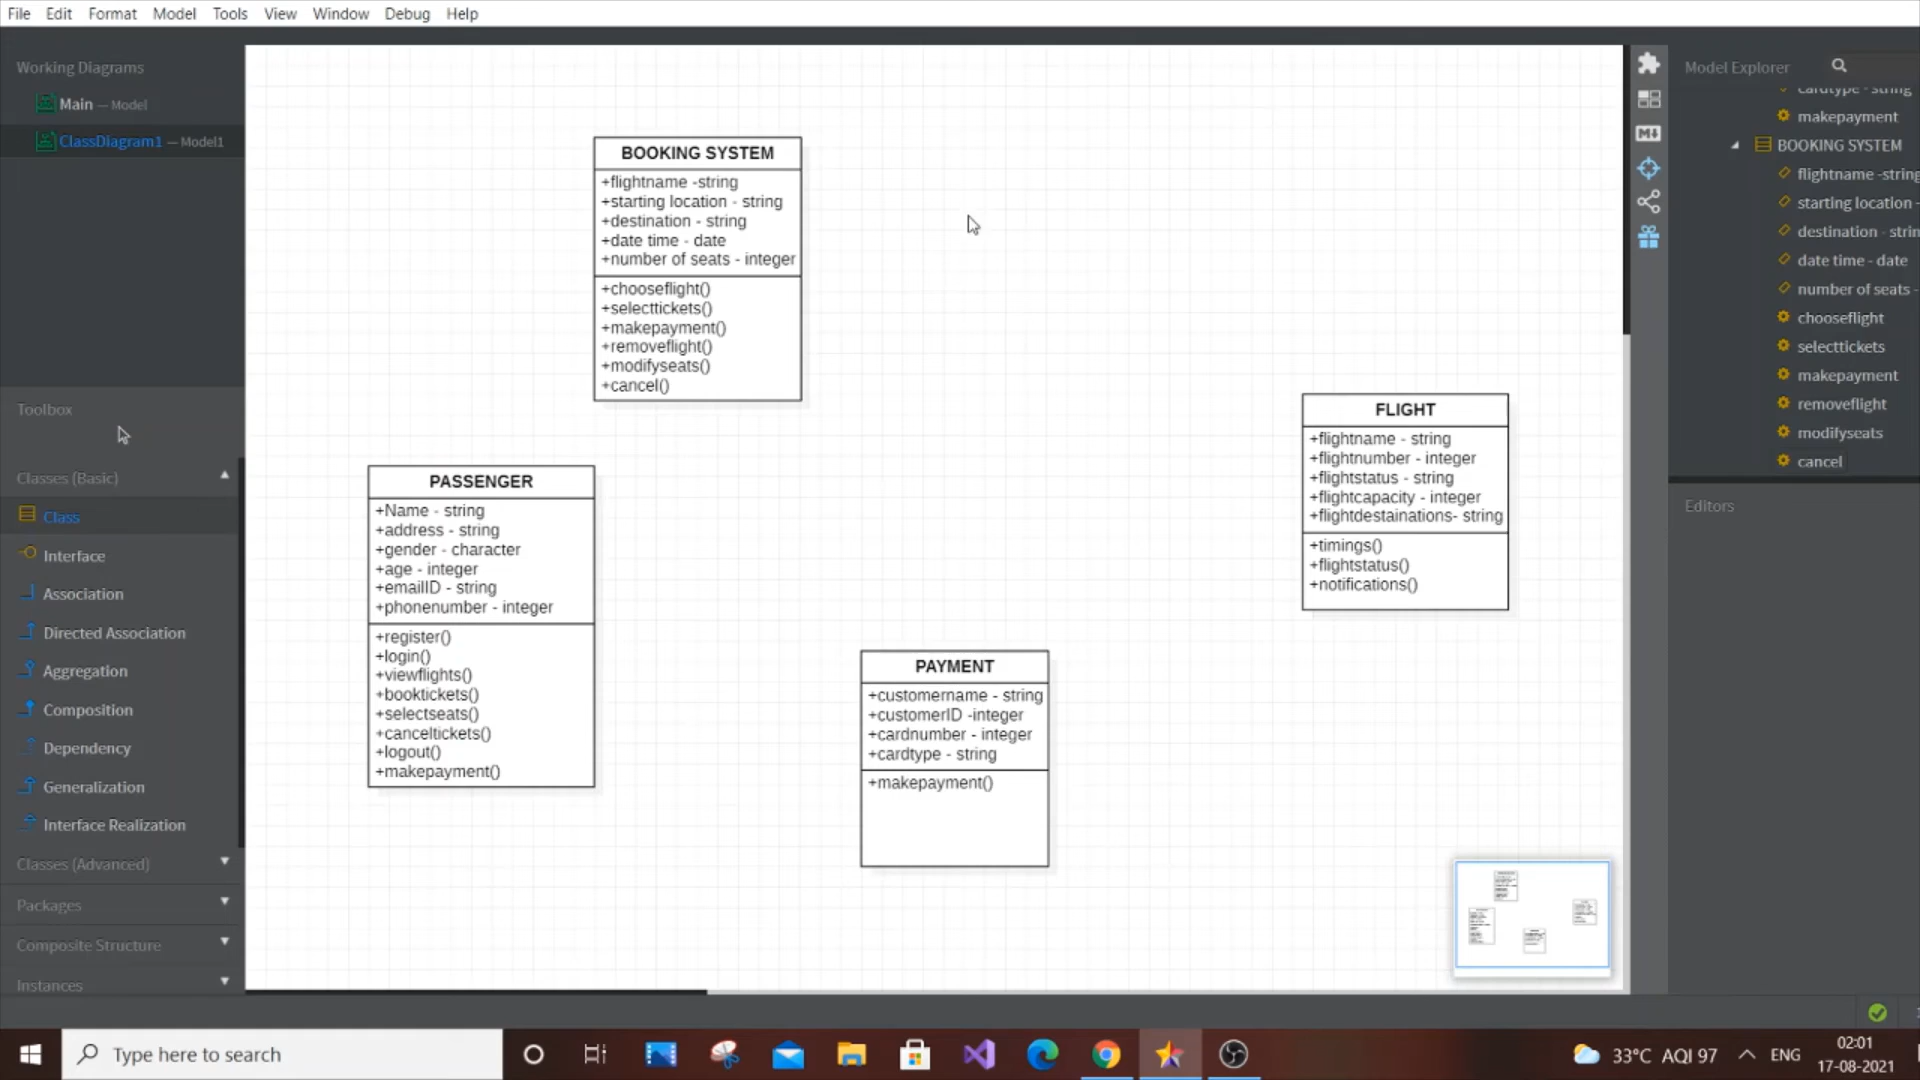 File Edit Format Model Tools View Window Debug Help
Working Diagrams
Main — Model
ClassDiagram1 — Model1
Toolbox
Classes (Basic)
Class
Interface
Association
Directed Association
Aggregation
Composition
Dependency
Generalization
Interface Realization
Classes (Advanced)
Packages
Composite Structure
Instances
BOOKING SYSTEM
+flightname -string
+starting location - string
+destination - string
+date time - date
+number of seats - integer
+chooseflight()
+selecttickets()
+makepayment()
+removeflight()
+modifyseats()
+cancel()
PASSENGER
+Name - string
+address - string
+gender - character
+age - integer
+emailID - string
+phonenumber - integer
+register()
+login()
+viewflights()
+booktickets()
+selectseats()
+canceltickets()
+logout()
+makepayment()
PAYMENT
+customername - string
+customerID -integer
+cardnumber - integer
+cardtype - string
+makepayment()
FLIGHT
+flightname - string
+flightnumber - integer
+flightstatus - string
+flightcapacity - integer
+flightdestainations- string
+timings()
+flightstatus()
+notifications()
M↓
Model Explorer
cardtype - string
makepayment
BOOKING SYSTEM
flightname -string
starting location -
destination - strin
date time - date
number of seats -
chooseflight
selecttickets
makepayment
removeflight
modifyseats
cancel
Editors
Type here to search
33°C AQI 97
ENG
02:01
17-08-2021